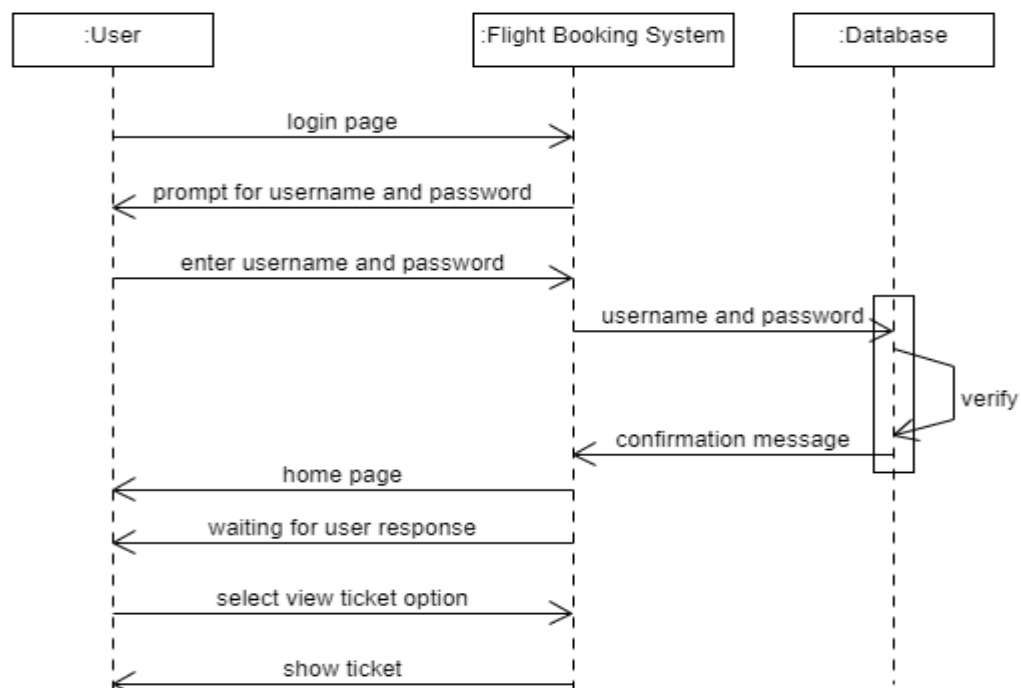 :User
:Flight Booking System
:Database
login page
prompt for username and password
enter username and password
username and password
verify
confirmation message
home page
waiting for user response
select view ticket option
show ticket